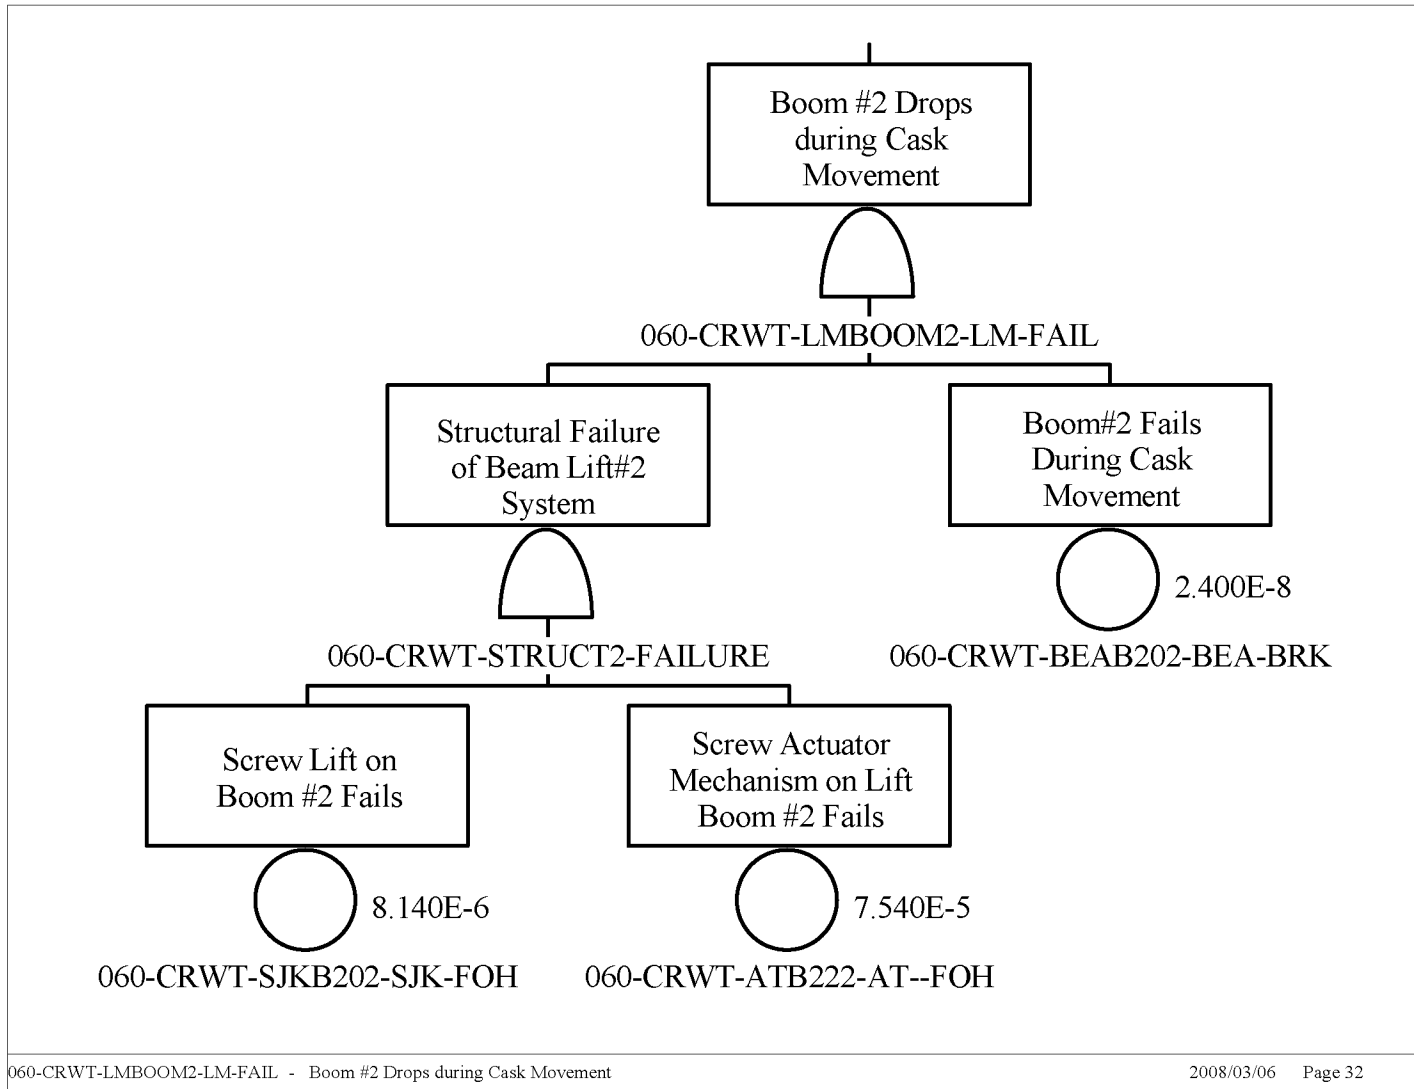 Boom #2 Drops
during Cask
Movement
060-CRWT-LMBOOM2-LM-FAIL
Structural Failure
of Beam Lift#2
System
Boom#2 Fails
During Cask
Movement
2.400E-8
060-CRWT-STRUCT2-FAILURE
060-CRWT-BEAB202-BEA-BRK
Screw Lift on
Boom #2 Fails
Screw Actuator
Mechanism on Lift
Boom #2 Fails
8.140E-6
7.540E-5
060-CRWT-SJKB202-SJK-FOH
060-CRWT-ATB222-AT--FOH
060-CRWT-LMBOOM2-LM-FAIL - Boom #2 Drops during Cask Movement
2008/03/06 Page 32